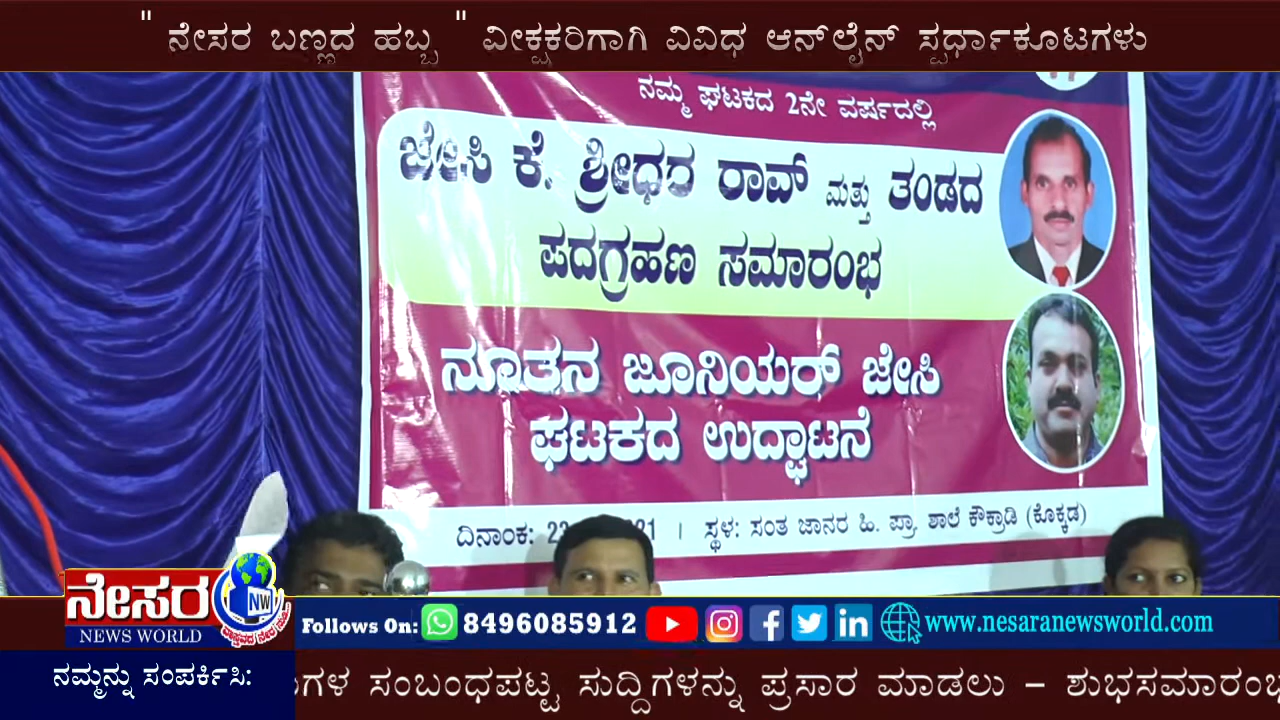 " ನೇಸರ ಬಣ್ಣದ ಹಬ್ಬ " ವೀಕ್ಷಕರಿಗಾಗಿ ವಿವಿಧ ಆನ್‌ಲೈನ್ ಸ್ಪರ್ಧಾಕೂಟಗಳು
ನಮ್ಮ ಘಟಕದ 2ನೇ ವರ್ಷದಲ್ಲಿ
ಜೇಸಿ ಕೆ. ಶ್ರೀಧರ ರಾವ್ ಮತ್ತು ತಂಡದ
ಪದಗ್ರಹಣ ಸಮಾರಂಭ
ನೂತನ ಜೂನಿಯರ್ ಜೇಸಿ
ಘಟಕದ ಉದ್ಘಾಟನೆ
ದಿನಾಂಕ: ಸ್ಥಳ: ಸಂತ ಜಾನರ ಹಿ. ಪ್ರಾ. ಶಾಲೆ ಕೌಕ್ರಾಡಿ (ಕೊಕ್ಕಡ)
ನೇಸರ NW
NEWS WORLD
Follows On: 8496085912 www.nesaranewsworld.com
ನಮ್ಮನ್ನು ಸಂಪರ್ಕಿಸಿ: ಗಳ ಸಂಬಂಧಪಟ್ಟ ಸುದ್ದಿಗಳನ್ನು ಪ್ರಸಾರ ಮಾಡಲು – ಶುಭಸಮಾರಂಭ